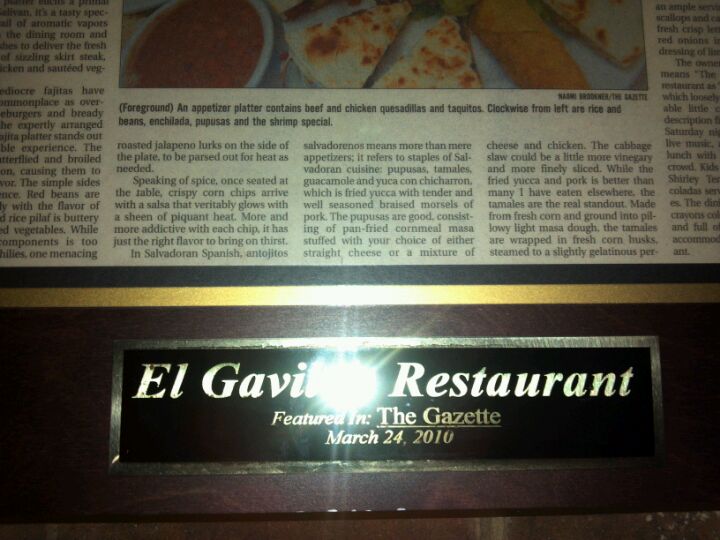 platter elicits a primal
Salivan, it's a tasty spec-
ail of aromatic vapors
the dining room and
shes to deliver the fresh
of sizzling skirt steak,
icken and sautéed veg-
ediocre fajitas have
ommonplace as over-
eburgers and bready
he expertly arranged
ajita platter stands out
ble experience. The
utterflied and broiled
on, causing them to
vor. The simple sides
ence. Red beans are
y with the flavor of
d rice pilaf is buttery
ed vegetables. While
components is too
hilies, one menacing
NAOMI BROOKNER/THE GAZETTE
(Foreground) An appetizer platter contains beef and chicken quesadillas and taquitos. Clockwise from left are rice and
beans, enchilada, pupusas and the shrimp special.
roasted jalapeno lurks on the side of
the plate, to be parsed out for heat as
needed.
Speaking of spice, once seated at
the table, crispy corn chips arrive
with a salsa that veritably glows with
a sheen of piquant heat. More and
more addictive with each chip, it has
just the right flavor to bring on thirst.
In Salvadoran Spanish, antojitos
salvadorenos means more than mere
appetizers; it refers to staples of Sal-
vadoran cuisine: pupusas, tamales,
guacamole and yuca con chicharron,
which is fried yucca with tender and
well seasoned braised morsels of
pork. The pupusas are good, consist-
ing of pan-fried cornmeal masa
stuffed with your choice of either
straight cheese or a mixture of
cheese and chicken. The cabbage
slaw could be a little more vinegary
and more finely sliced. While the
fried yucca and pork is better than
many I have eaten elsewhere, the
tamales are the real standout. Made
from fresh corn and ground into pil-
lowy light masa dough, the tamales
are wrapped in fresh corn husks,
steamed to a slightly gelatinous per-
an ample serv
scallops and ca
fresh crisp lett
red onions i
dressing of lim
The owner
means "The
restaurant as "
which loosely
able little c
description f
Saturday nig
live music,
lunch with
crowd. Kids
Shirley Tem
coladas serv
es. The dini
crayons col
and full of
accommod
ant.
El Gavi Restaurant
Featured In: The Gazette
March 24, 2010